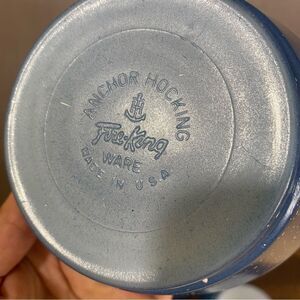 ANCHOR HOCKING
Fire-King
WARE
MADE IN U.S.A.